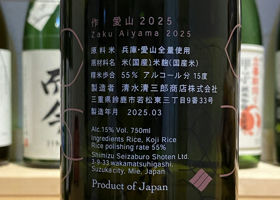 作 愛山 2025
Zaku Aiyama 2025
原料米 兵庫・愛山全量使用
原材料名 米(国産)米麹(国産米)
精米歩合 55% アルコール分 15度
製造者 清水清三郎商店株式会社
三重県鈴鹿市若松東三丁目9番33号
製造年月 2025.03
Alc.15% Vol. 750ml
Ingredients Rice, Koji Rice
Rice polishing rate 55%
Shimizu Seizaburo Shoten Ltd.
3-9-33 wakamatsuhigashi,
Suzukacity, Mie, Japan
Product of Japan